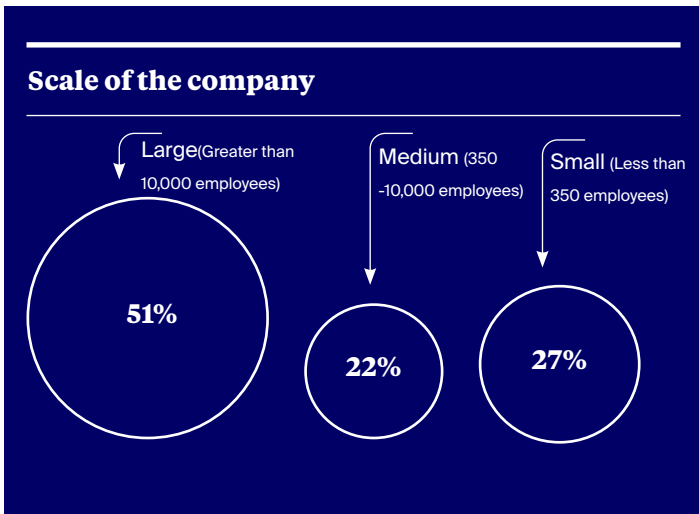 Scale of the company
Large(Greater than
10,000 employees)
Medium (350
-10,000 employees)
Small (Less than
350 employees)
51%
22%
27%